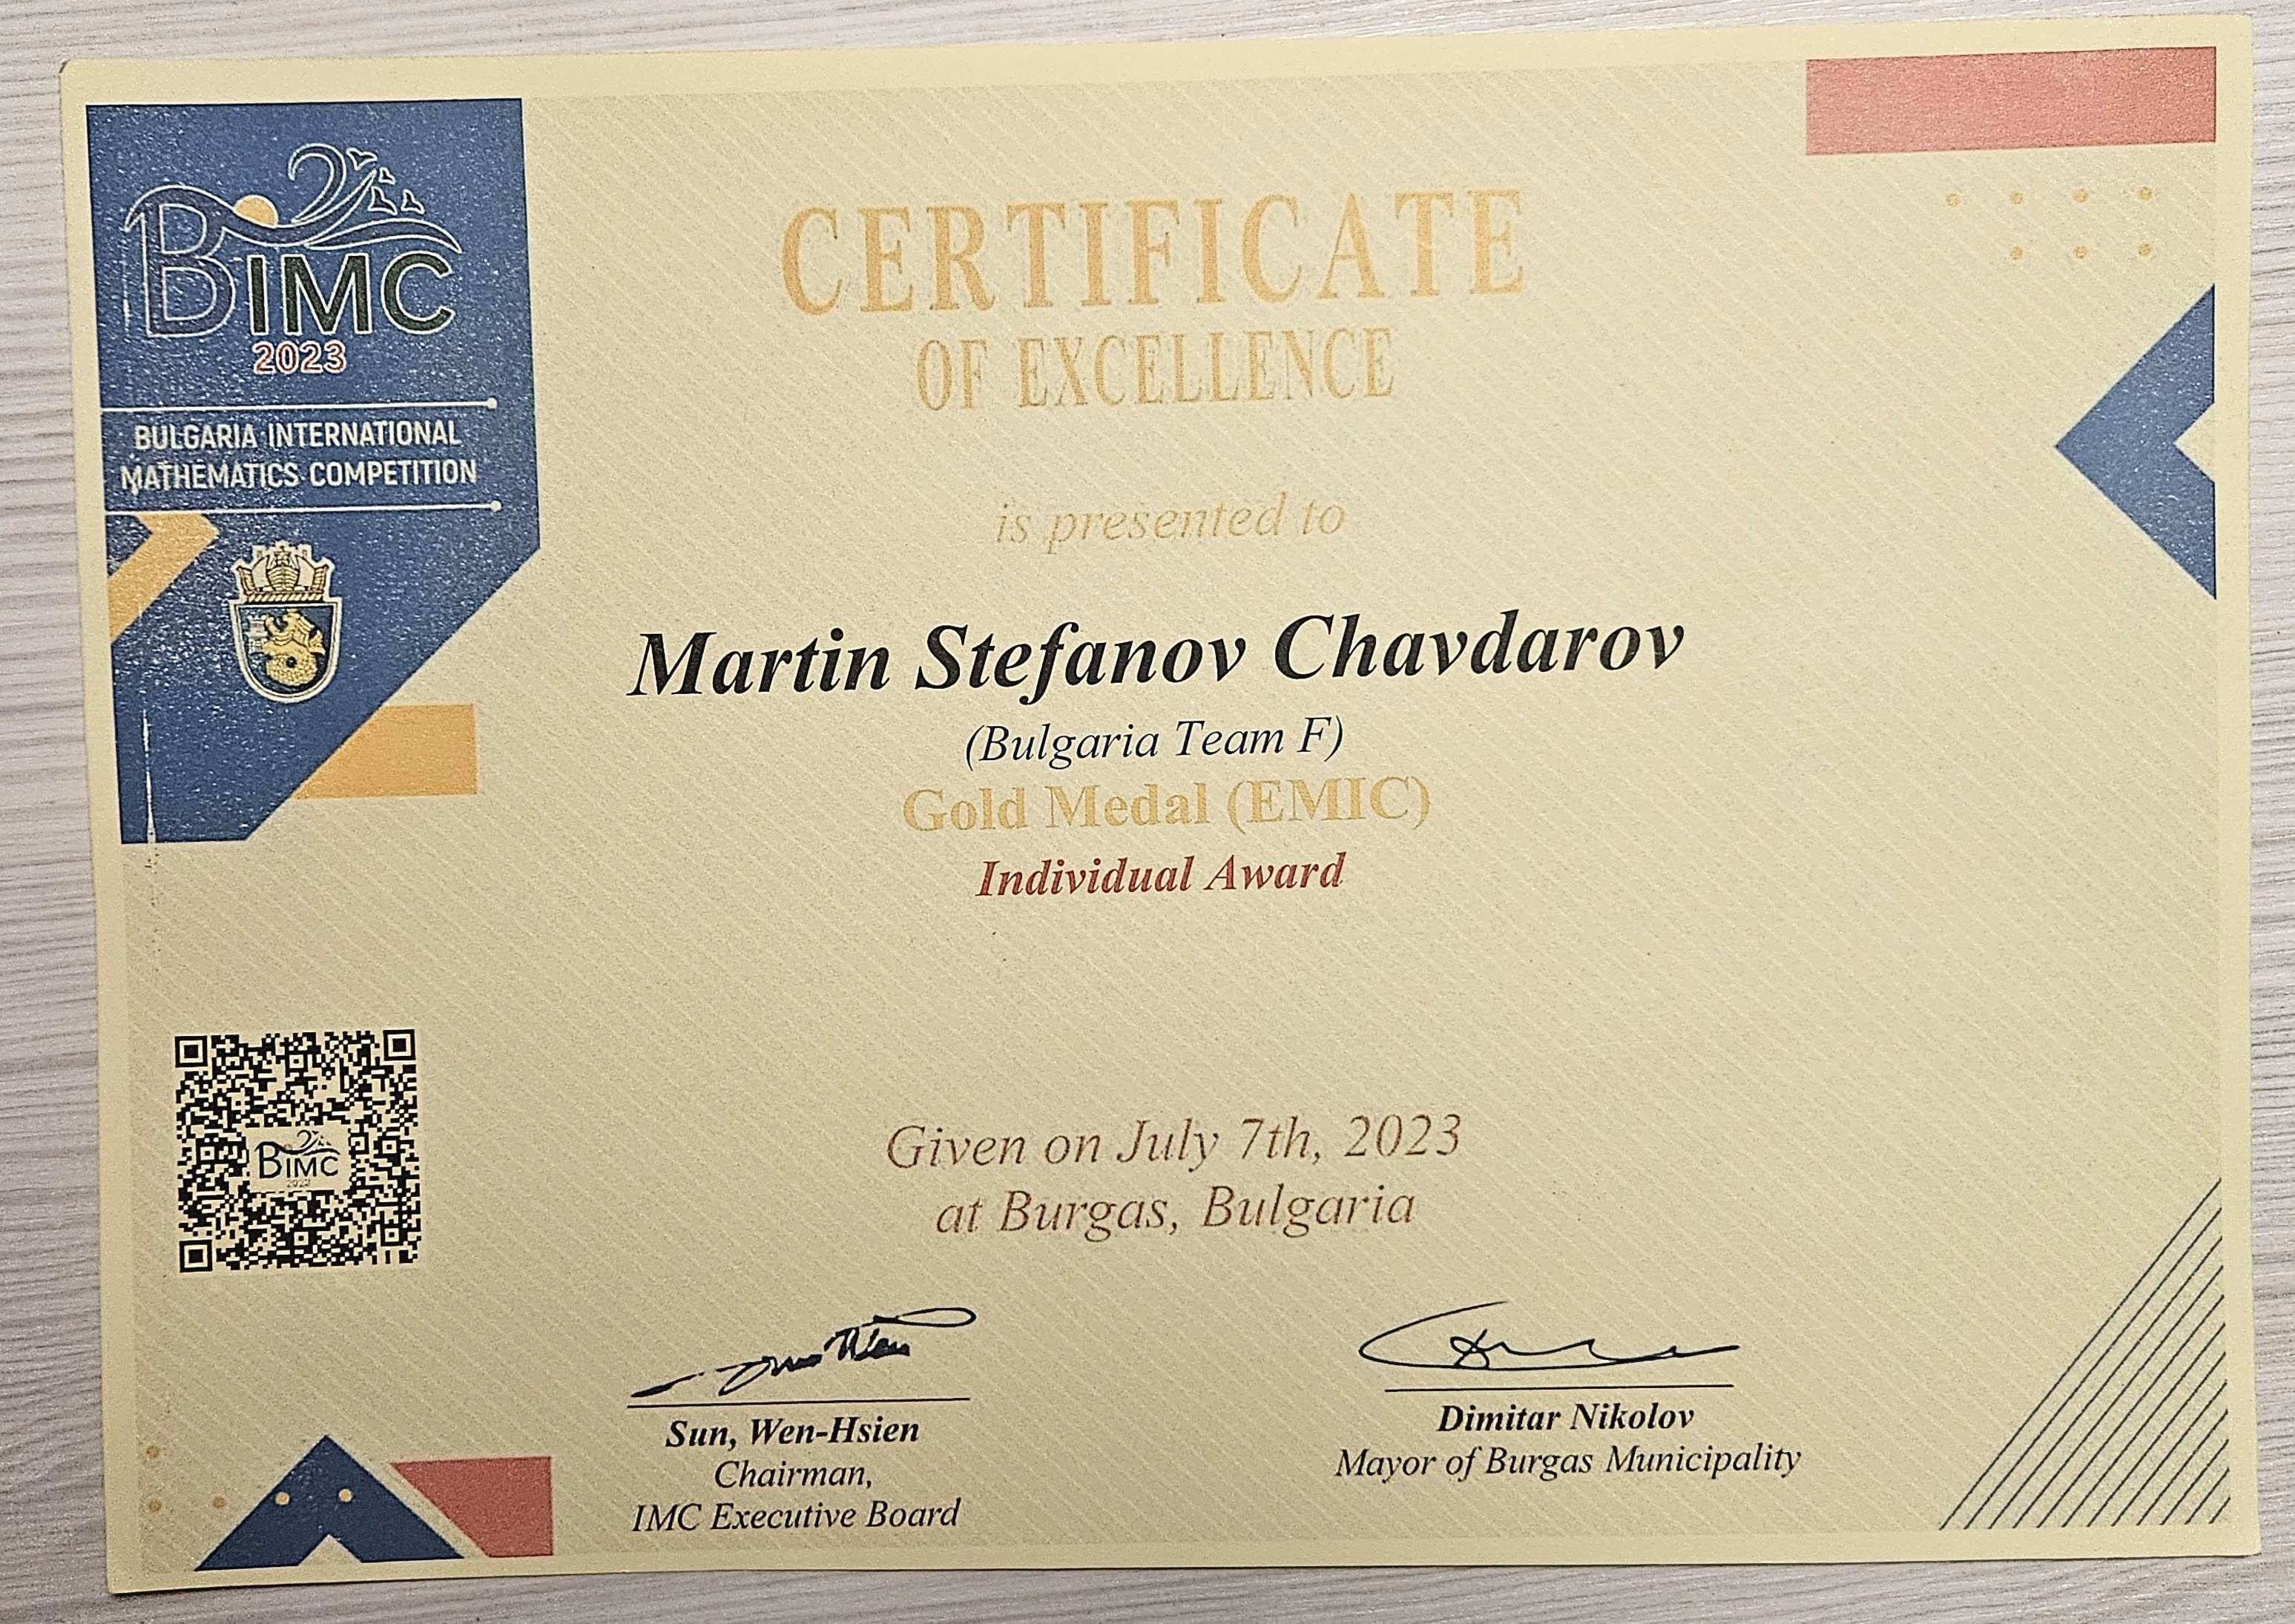 BIMC
2023
BULGARIA INTERNATIONAL
MATHEMATICS COMPETITION
CERTIFICATE
OF EXCELLENCE
is presented to
Martin Stefanov Chavdarov
(Bulgaria Team F)
Gold Medal (EMIC)
Individual Award
BIMC
2023
Given on July 7th, 2023
at Burgas, Bulgaria
Sun, Wen-Hsien
Chairman,
IMC Executive Board
Dimitar Nikolov
Mayor of Burgas Municipality